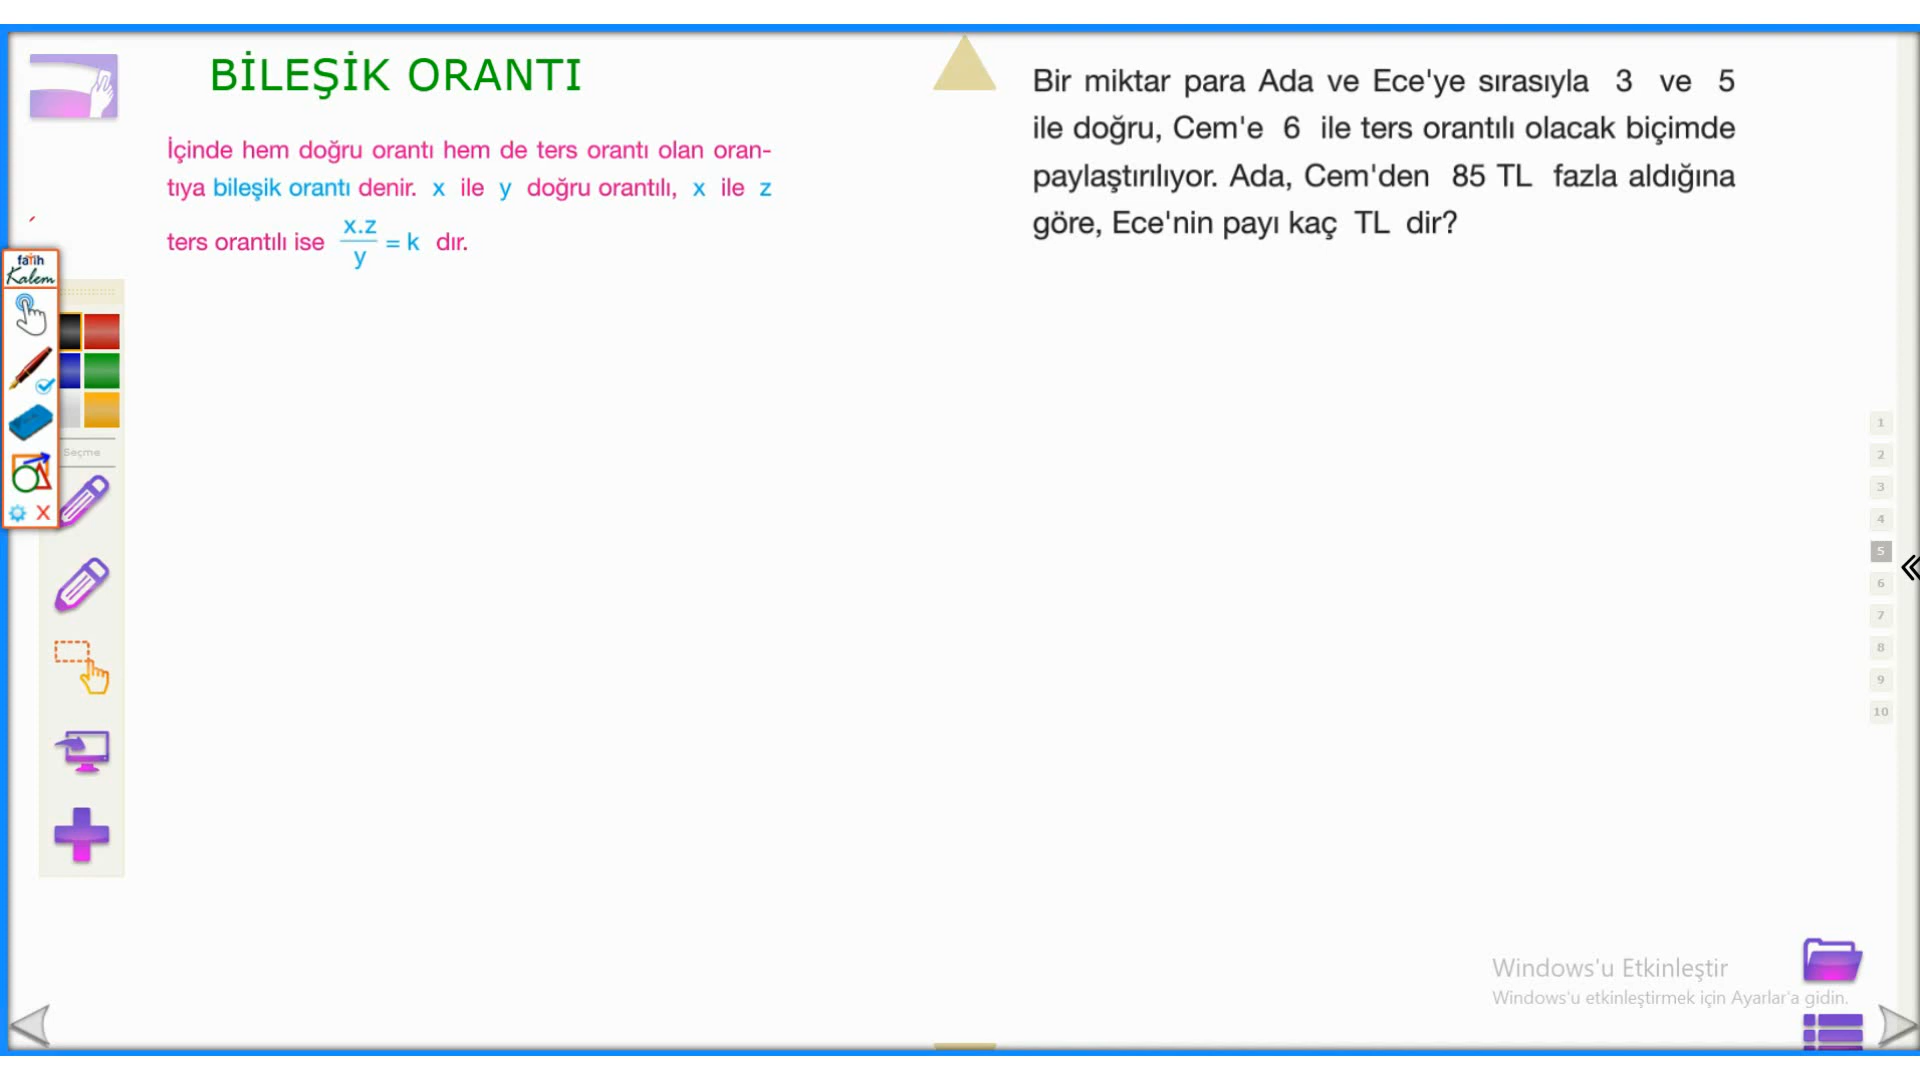 BİLEŞİK ORANTI
İçinde hem doğru orantı hem de ters orantı olan oran-
tıya bileşik orantı denir. x ile y doğru orantılı, x ile z
ters orantılı ise x.z/y = k dır.
Bir miktar para Ada ve Ece'ye sırasıyla 3 ve 5
ile doğru, Cem'e 6 ile ters orantılı olacak biçimde
paylaştırılıyor. Ada, Cem'den 85 TL fazla aldığına
göre, Ece'nin payı kaç TL dir?
fatih
Kalem
Seçme
1
2
3
4
5
6
7
8
9
10
Windows'u Etkinleştir
Windows'u etkinleştirmek için Ayarlar'a gidin.